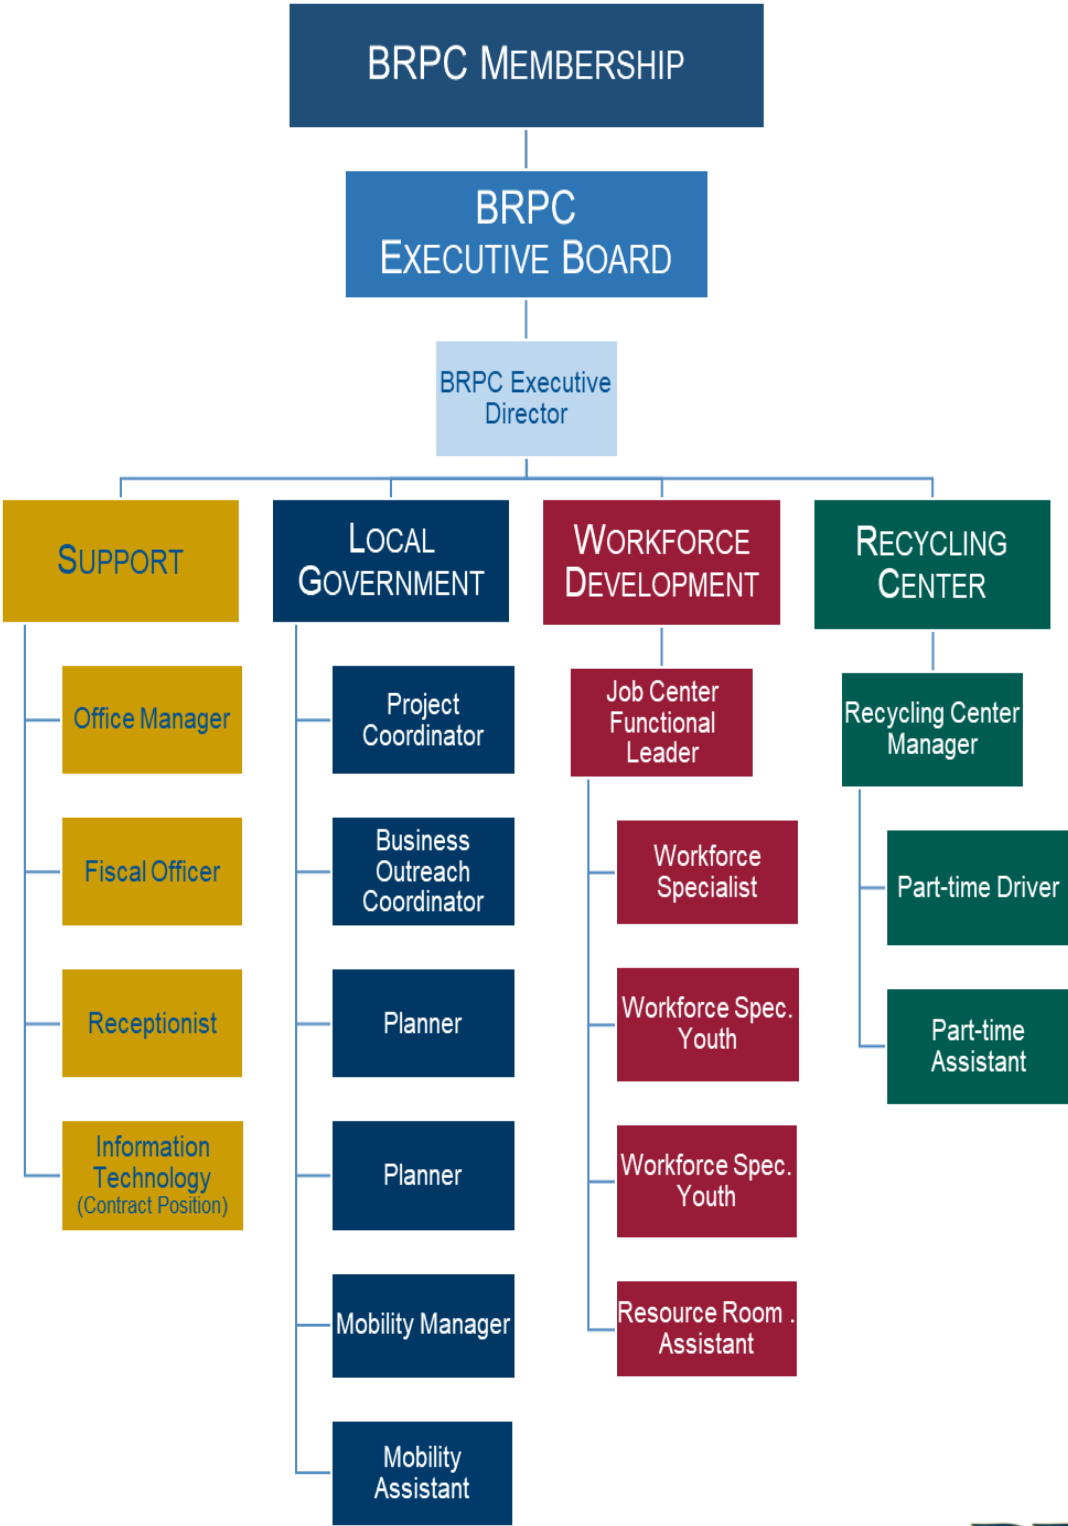 BRPC MEMBERSHIP
BRPC
EXECUTIVE BOARD
BRPC Executive
Director
SUPPORT
Office Manager
Fiscal Officer
Receptionist
Information
Technology
(Contract Position)
LOCAL
GOVERNMENT
Project
Coordinator
Business
Outreach
Coordinator
Planner
Planner
Mobility Manager
Mobility
Assistant
WORKFORCE
DEVELOPMENT
Job Center
Functional
Leader
Workforce
Specialist
Workforce Spec.
Youth
Workforce Spec.
Youth
Resource Room .
Assistant
RECYCLING
CENTER
Recycling Center
Manager
Part-time Driver
Part-time
Assistant